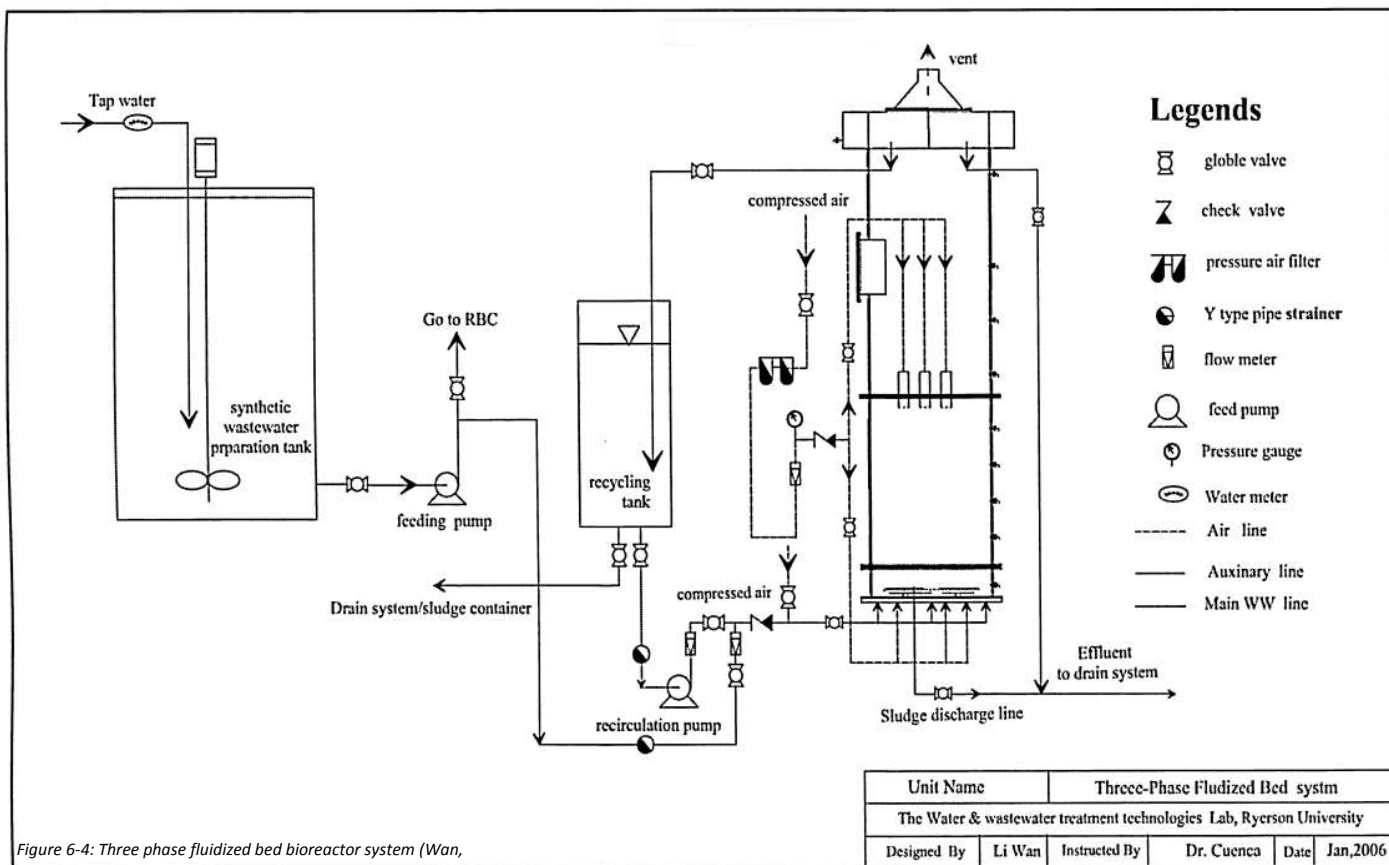 vent
Tap water
compressed air
Go to RBC
synthetic
wastewater
prparation tank
feeding pump
recycling
tank
Drain system/sludge container
compressed air
recirculation pump
Sludge discharge line
Effluent
to drain system
Legends
globle valve
check valve
pressure air filter
Y type pipe strainer
flow meter
feed pump
Pressure gauge
Water meter
Air line
Auxinary line
Main WW line
Unit Name Threee-Phase Fludized Bed systm
The Water & wastewater treatment technologies Lab, Ryerson University
Designed By Li Wan Instructed By Dr. Cuenca Date Jan,2006
Figure 6-4: Three phase fluidized bed bioreactor system (Wan,